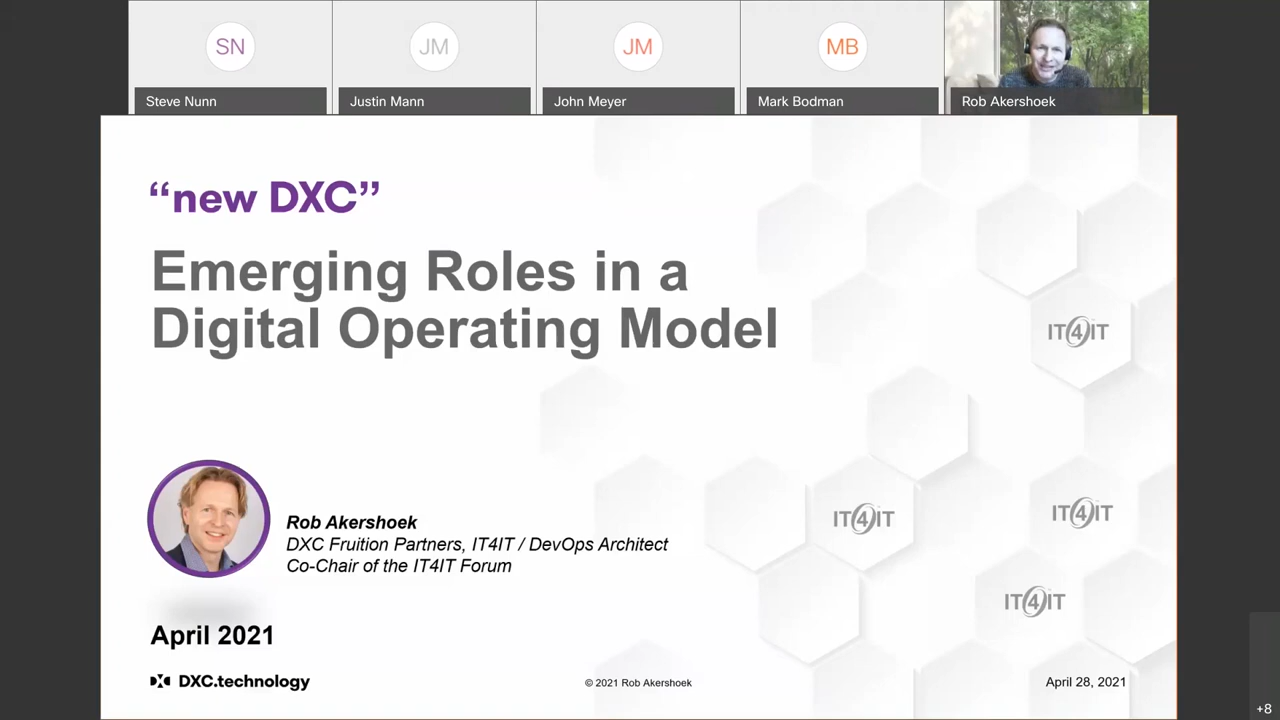 SN
JM
JM
MB
Steve Nunn
Justin Mann
John Meyer
Mark Bodman
Rob Akershoek
“new DXC”
Emerging Roles in a
Digital Operating Model
IT4IT
IT4IT
IT4IT
IT4IT
Rob Akershoek
DXC Fruition Partners, IT4IT / DevOps Architect
Co-Chair of the IT4IT Forum
April 2021
DXC.technology
© 2021 Rob Akershoek
April 28, 2021
+8